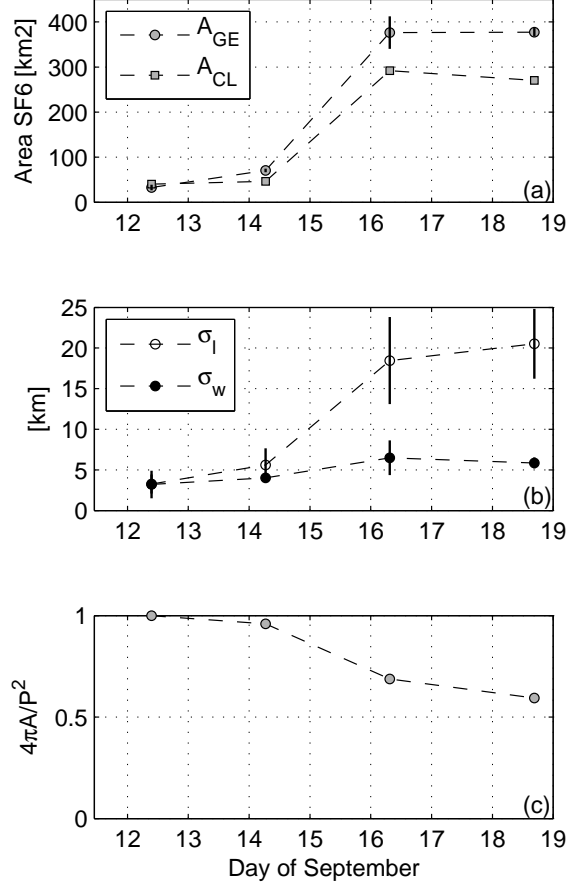 400
300
200
100
0
Area SF6 [km2]
A_GE
A_CL
(a)
12 13 14 15 16 17 18 19
25
20
15
10
5
0
[km]
σ_l
σ_w
(b)
12 13 14 15 16 17 18 19
1
0.5
4πA/P²
(c)
12 13 14 15 16 17 18 19
Day of September